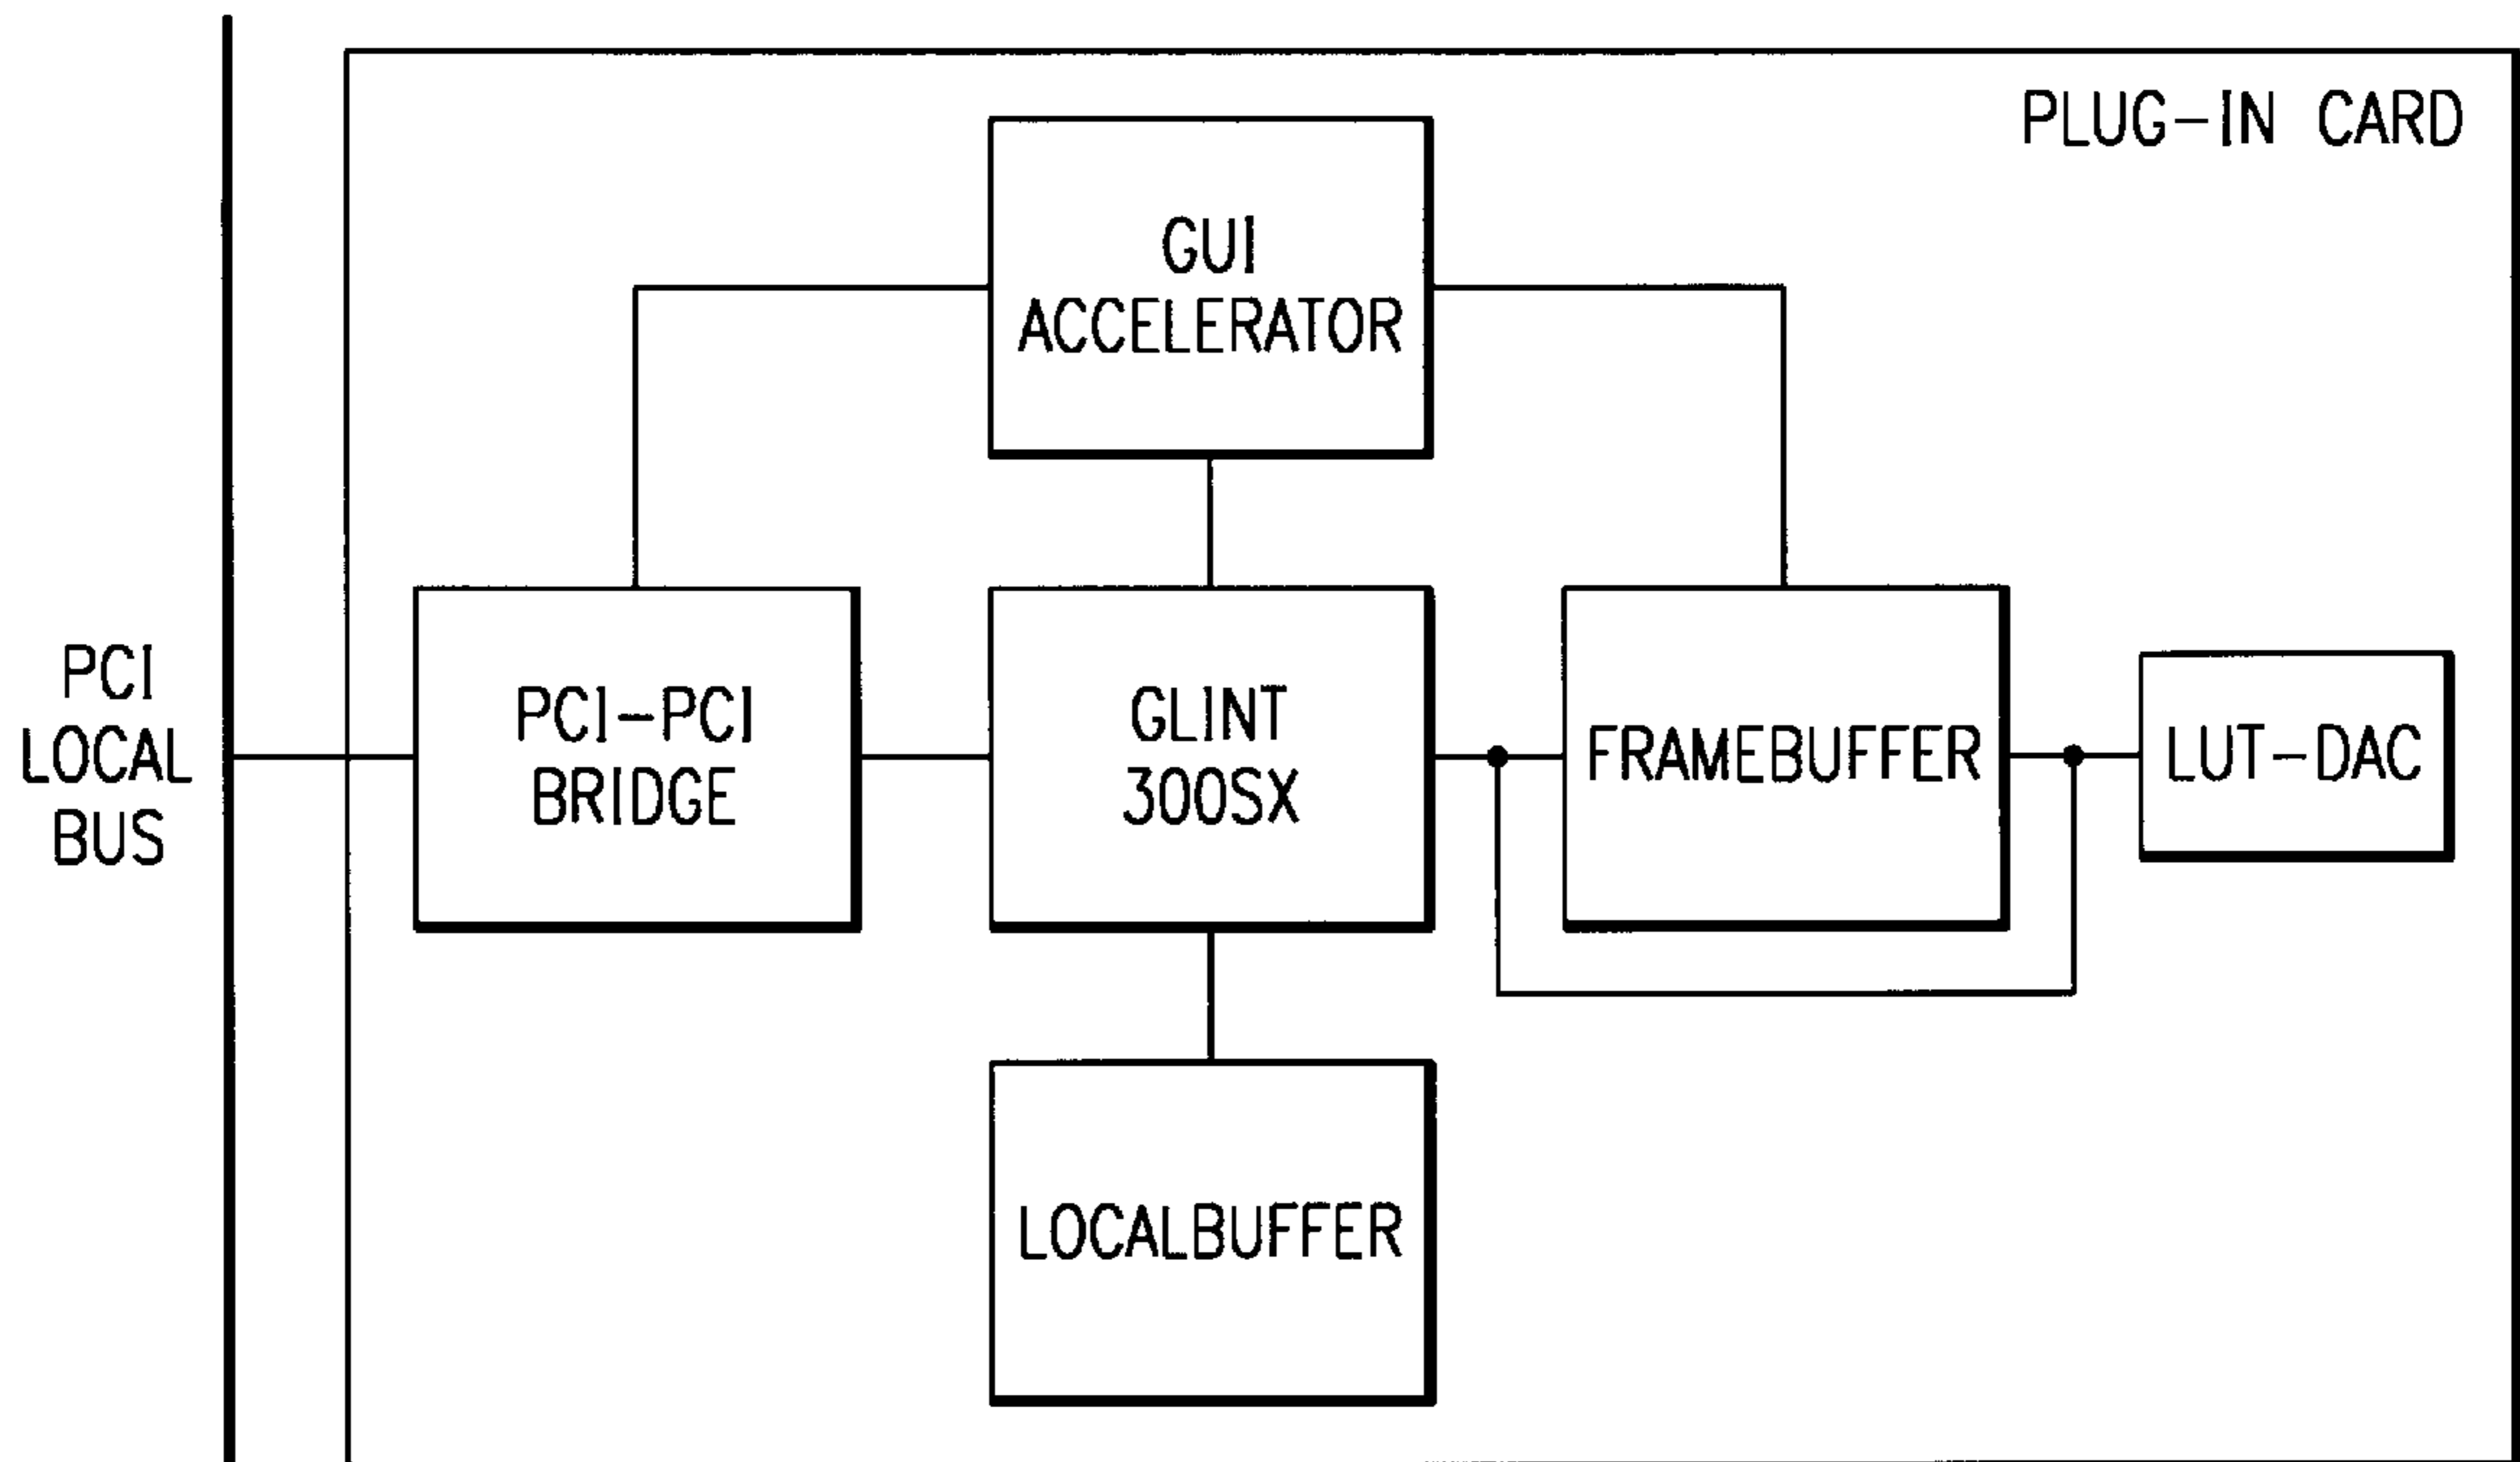 PLUG-IN CARD
GUI
ACCELERATOR
PCI
LOCAL
BUS
PCI-PCI
BRIDGE
GLINT
300SX
FRAMEBUFFER
LUT-DAC
LOCALBUFFER